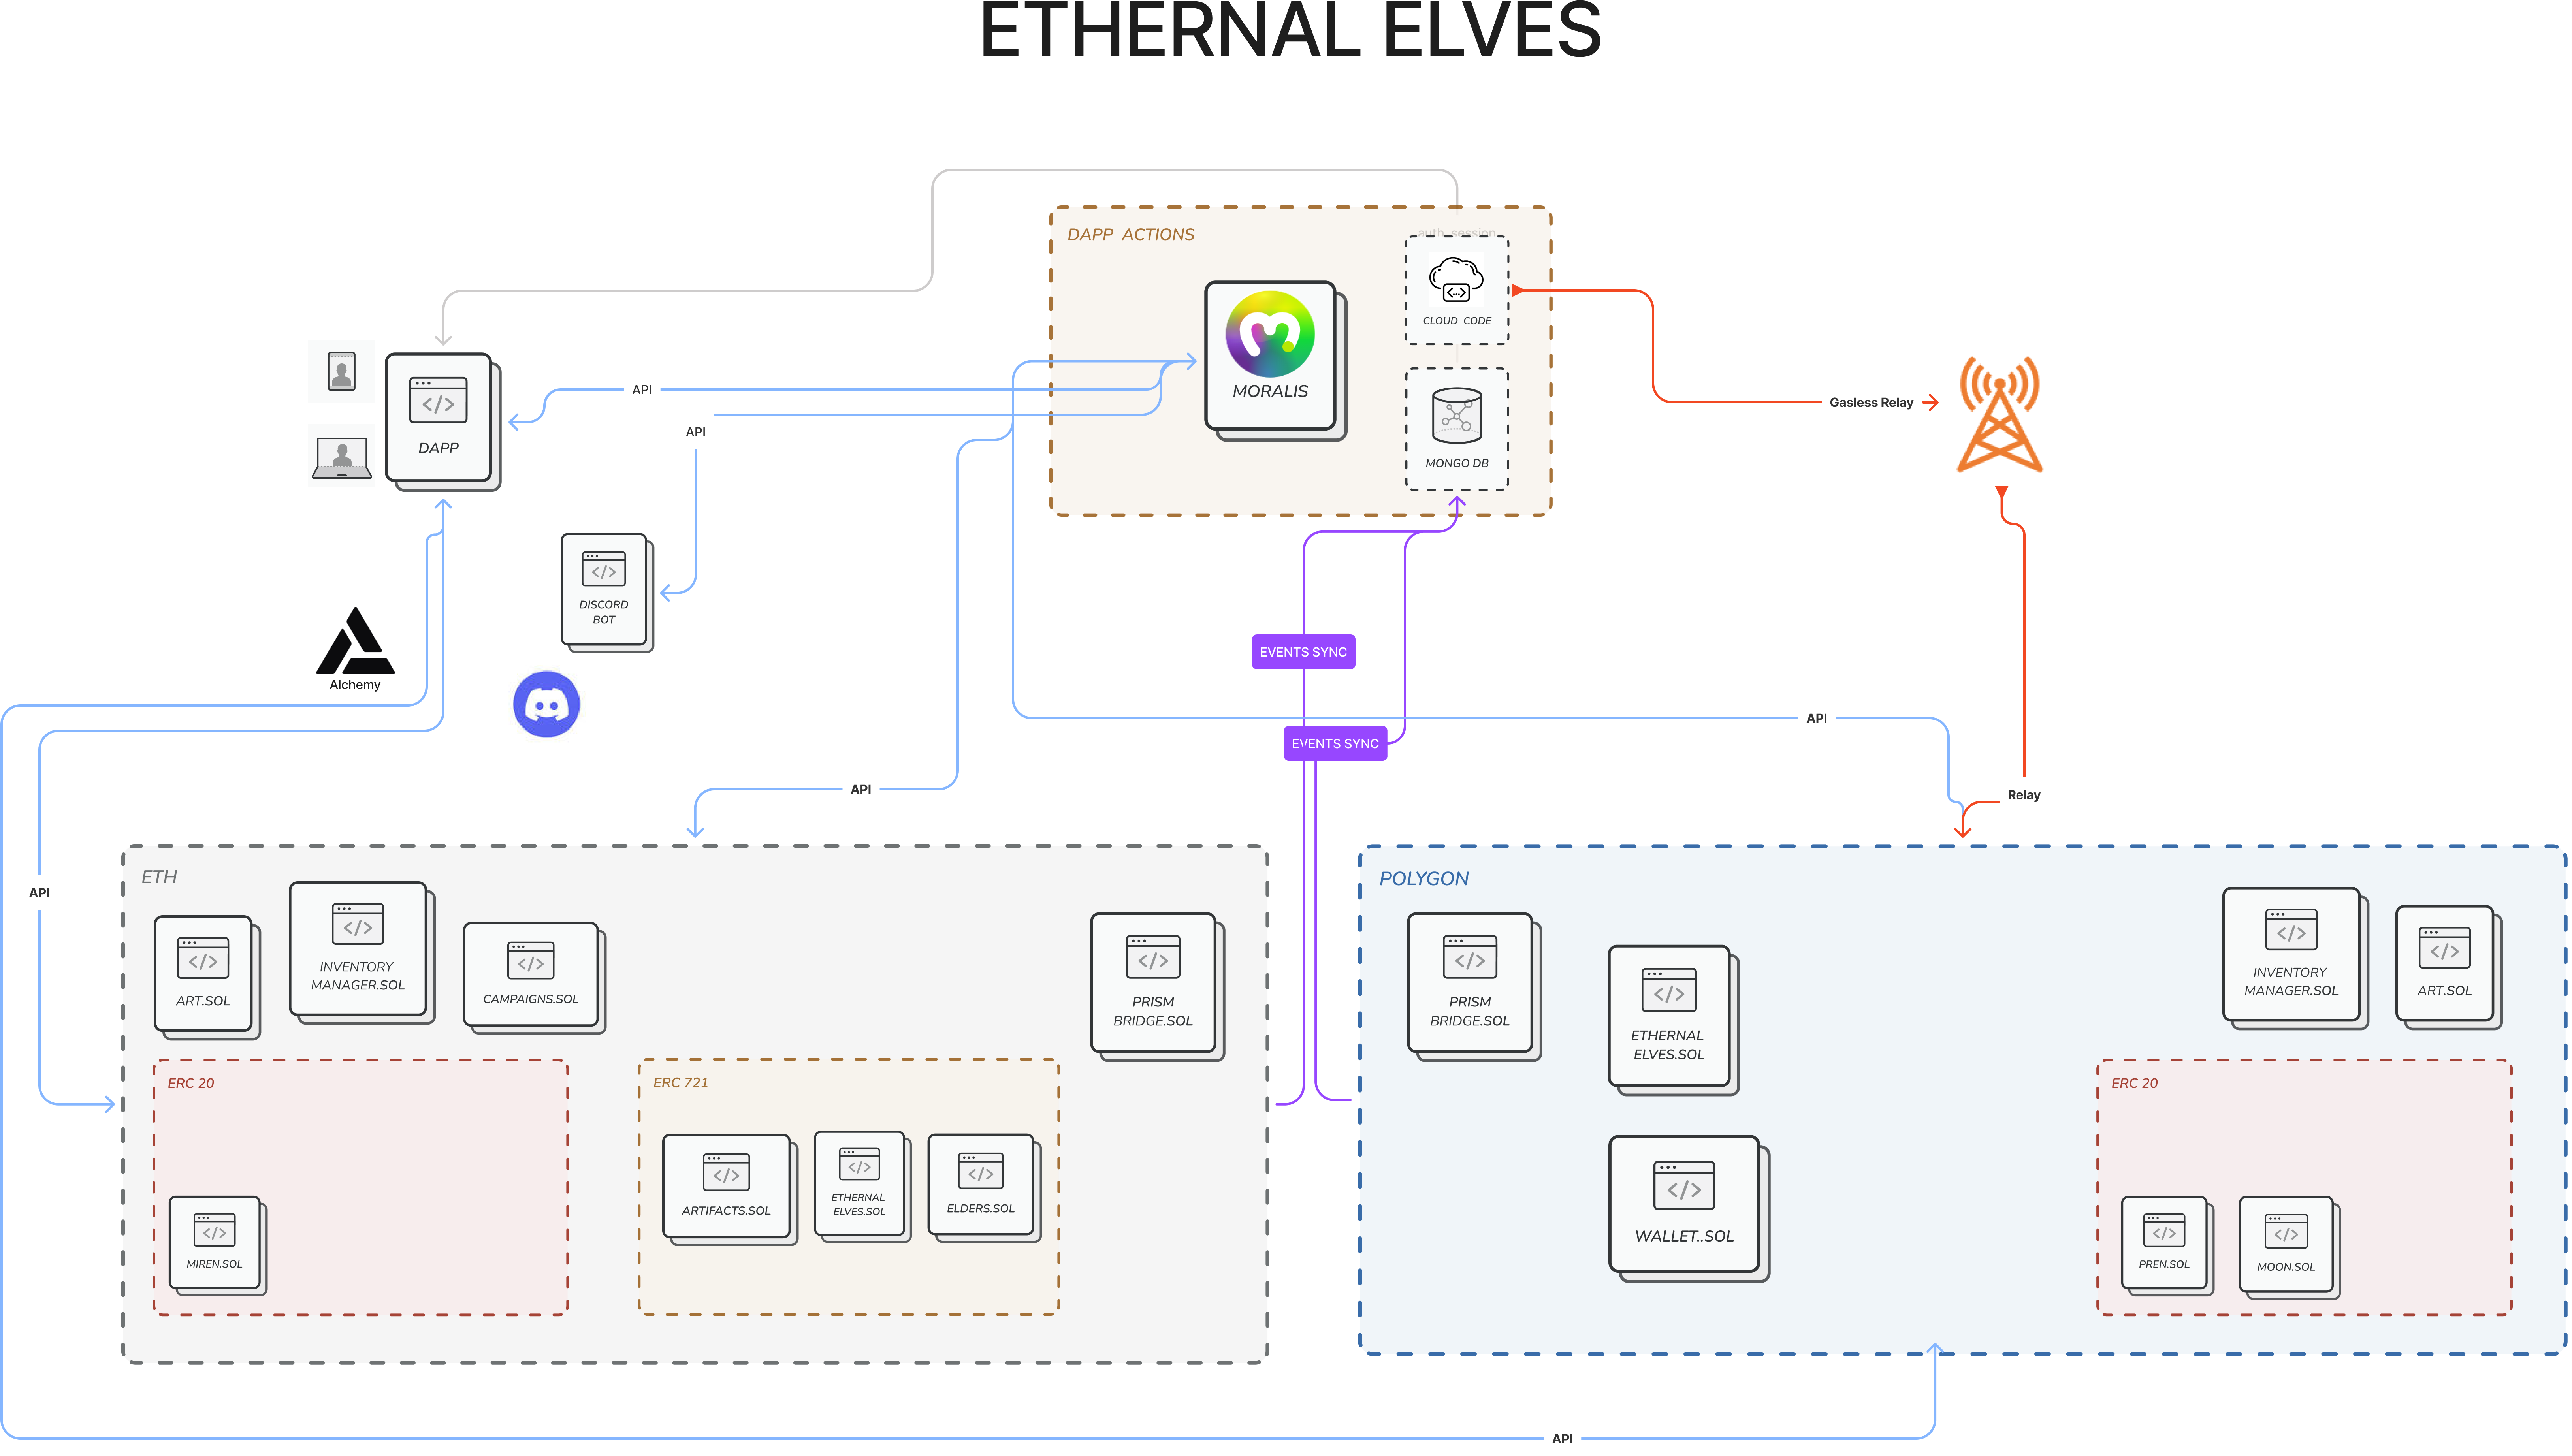 ETHERNAL ELVES
DAPP ACTIONS
auth session
CLOUD CODE
MORALIS
MONGO DB
API
API
DAPP
Gasless Relay
DISCORD
BOT
Alchemy
EVENTS SYNC
EVENTS SYNC
API
API
Relay
API
ETH
ART.SOL
INVENTORY
MANAGER.SOL
CAMPAIGNS.SOL
PRISM
BRIDGE.SOL
ERC 20
MIREN.SOL
ERC 721
ARTIFACTS.SOL
ETHERNAL
ELVES.SOL
ELDERS.SOL
POLYGON
PRISM
BRIDGE.SOL
ETHERNAL
ELVES.SOL
WALLET..SOL
INVENTORY
MANAGER.SOL
ART.SOL
ERC 20
PREN.SOL
MOON.SOL
API